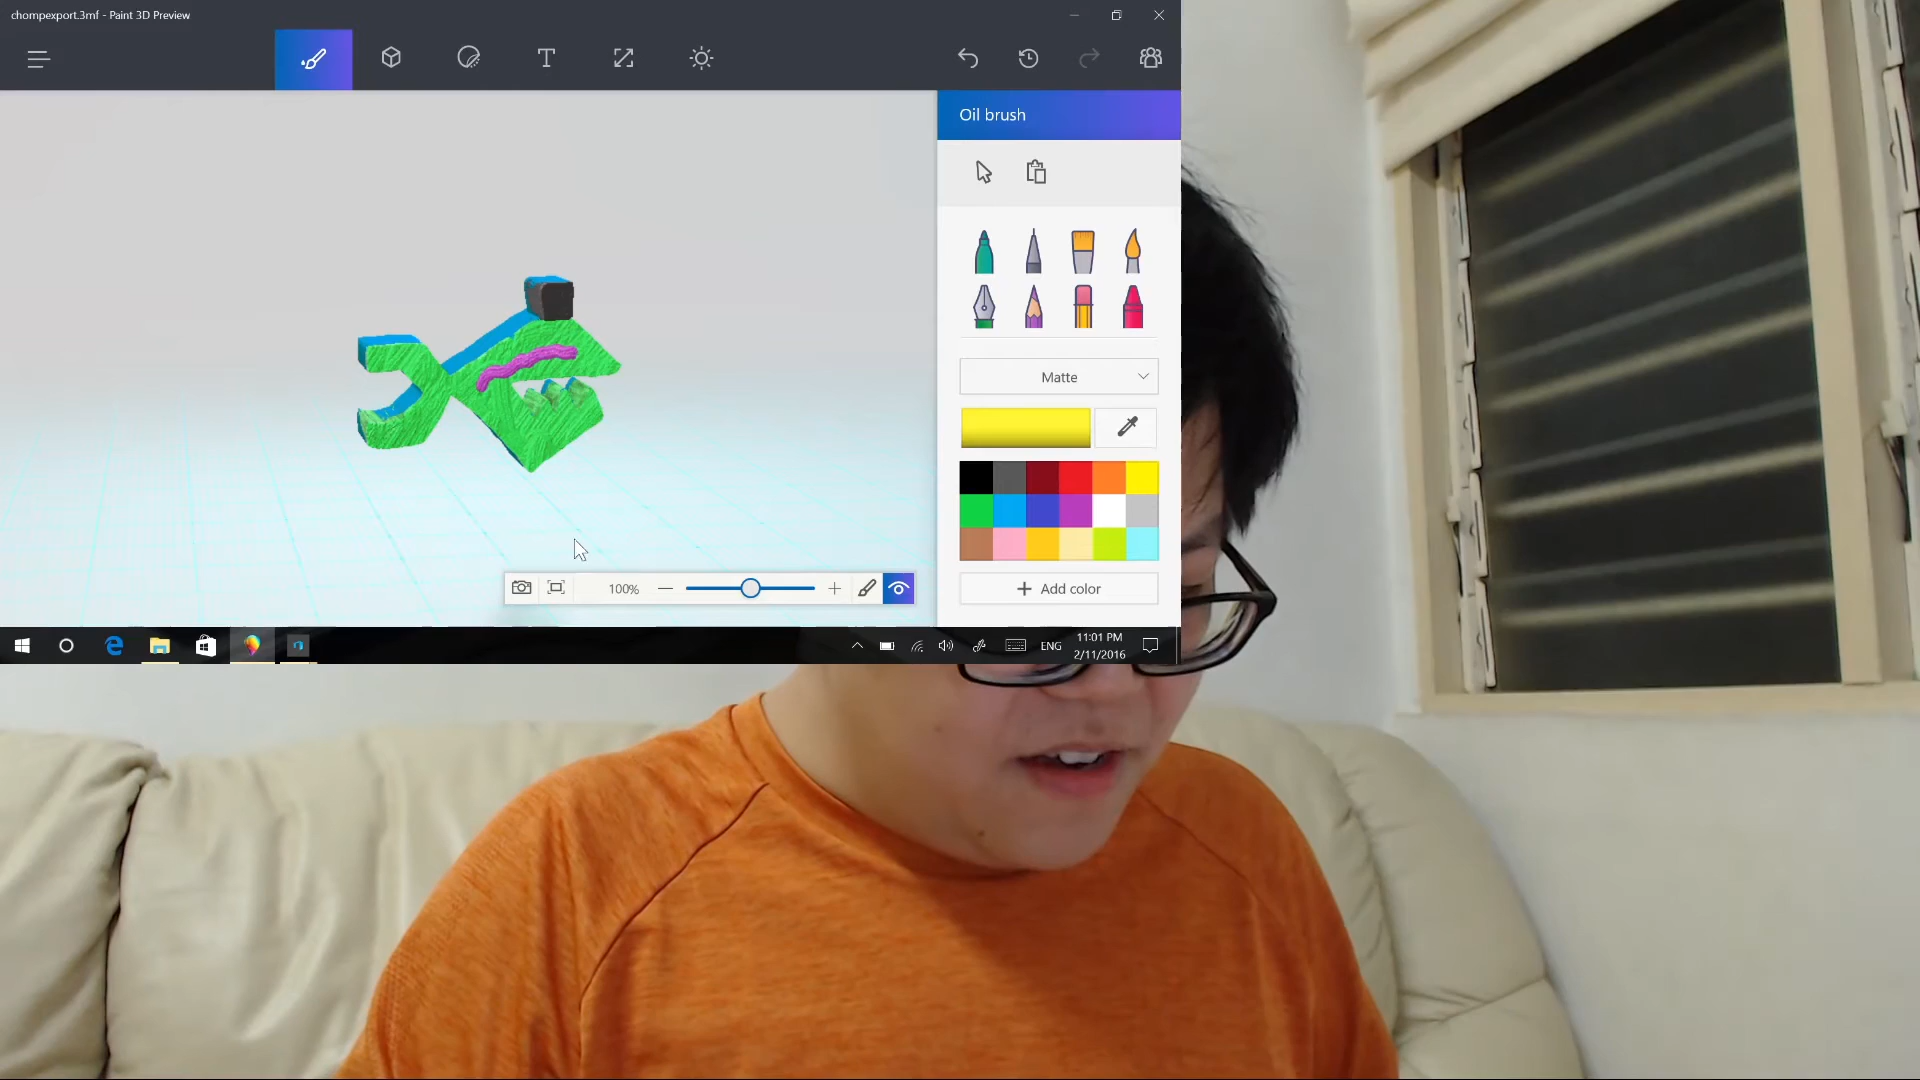 chompexport.3mf - Paint 3D Preview
Oil brush
Matte
Add color
100%
ENG
11:01 PM
2/11/2016